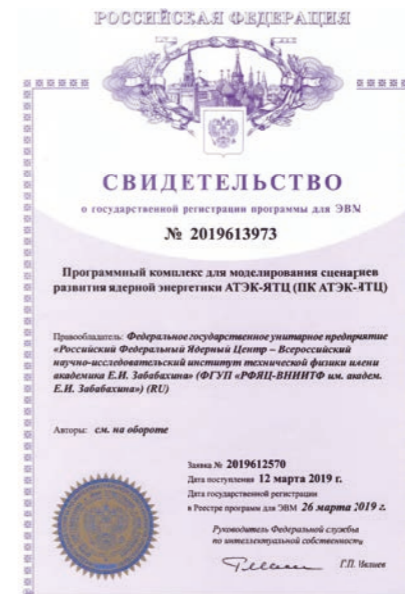 РОССИЙСКАЯ ФЕДЕРАЦИЯ
СВИДЕТЕЛЬСТВО
о государственной регистрации программы для ЭВМ
№ 2019613973
Программный комплекс для моделирования сценариев
развития ядерной энергетики АТЭК-ЯТЦ (ПК АТЭК-ЯТЦ)
Правообладатель: Федеральное государственное унитарное предприятие
«Российский Федеральный Ядерный Центр – Всероссийский
научно-исследовательский институт технической физики имени
академика Е.И. Забабахина» (ФГУП «РФЯЦ-ВНИИТФ им. академ.
Е.И. Забабахина») (RU)
Авторы: см. на обороте
Заявка № 2019612570
Дата поступления 12 марта 2019 г.
Дата государственной регистрации
в Реестре программ для ЭВМ 26 марта 2019 г.
Руководитель Федеральной службы
по интеллектуальной собственности
Г.П. Ивлиев